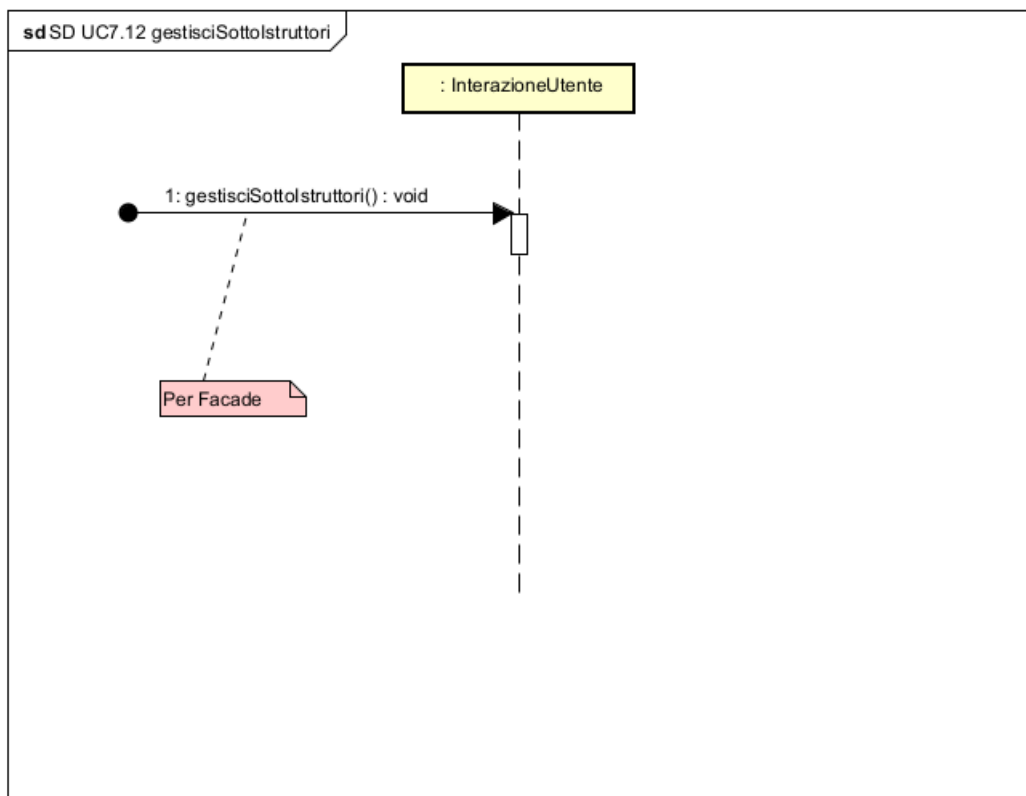 sd SD UC7.12 gestisciSottoIstruttori
: InterazioneUtente
1: gestisciSottoIstruttori() : void
Per Facade